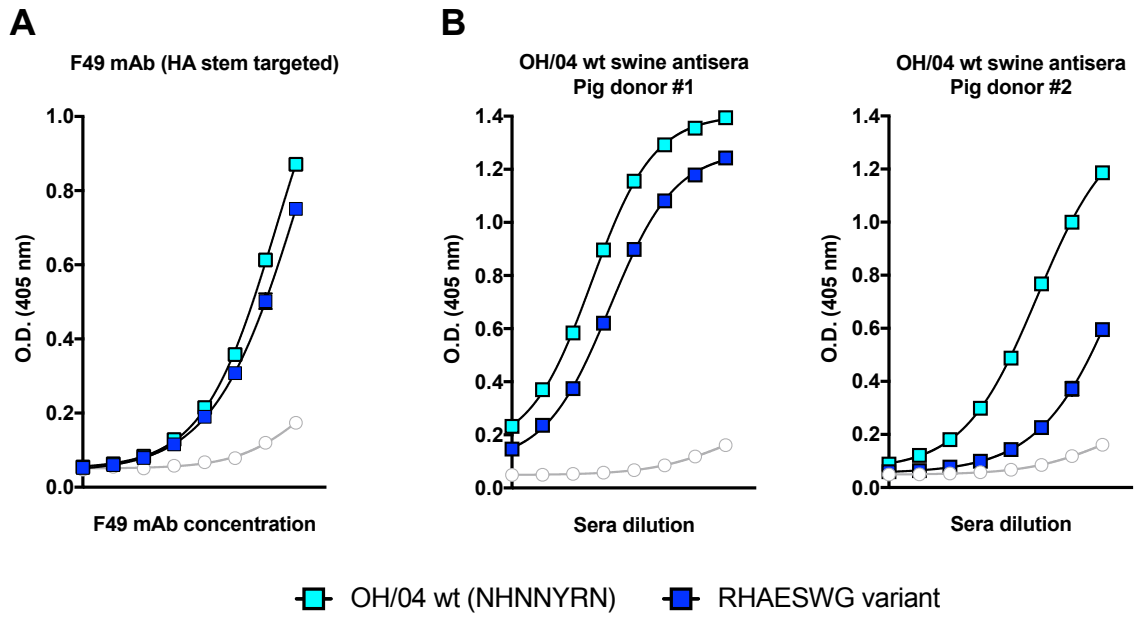 A
F49 mAb (HA stem targeted)
O.D. (405 nm)
1.0
0.8
0.6
0.4
0.2
0.0
F49 mAb concentration
B
OH/04 wt swine antisera
Pig donor #1
O.D. (405 nm)
1.4
1.2
1.0
0.8
0.6
0.4
0.2
0.0
Sera dilution
OH/04 wt swine antisera
Pig donor #2
O.D. (405 nm)
1.4
1.2
1.0
0.8
0.6
0.4
0.2
0.0
Sera dilution
OH/04 wt (NHNNYRN)
RHAESWG variant